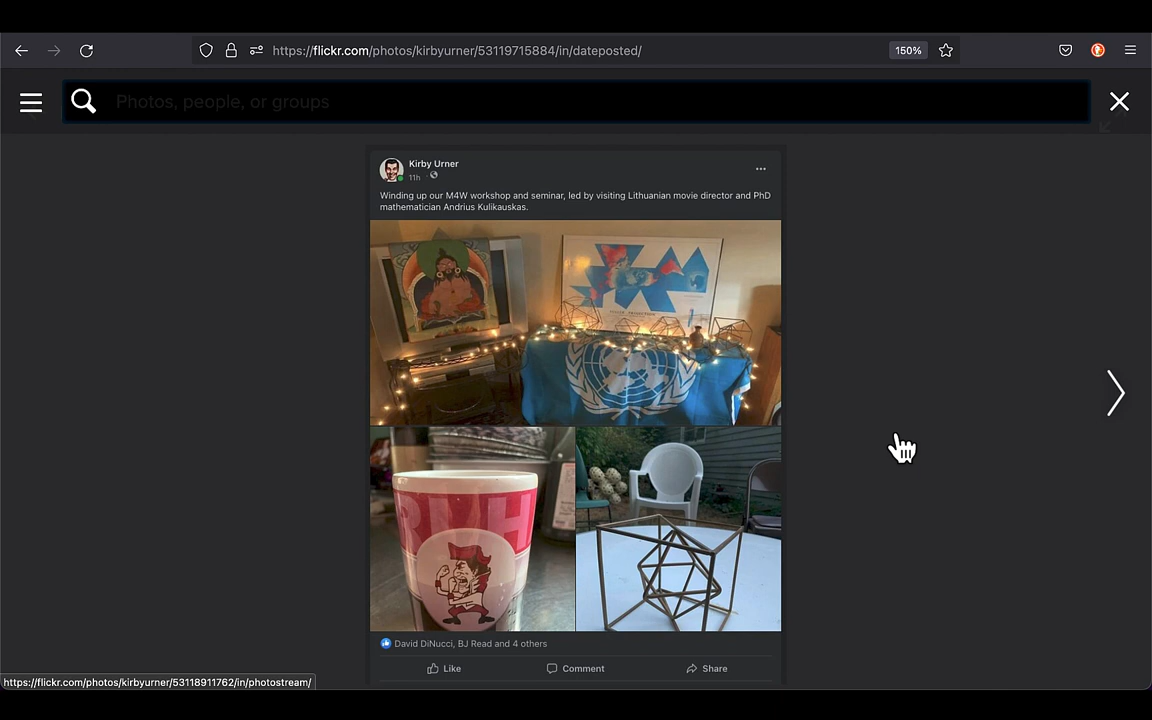 https://flickr.com/photos/kirbyurner/53119715884/in/dateposted/
150%
Photos, people, or groups
Kirby Urner
11h ·
Winding up our M4W workshop and seminar, led by visiting Lithuanian movie director and PhD
mathematician Andrius Kulikauskas.
David DiNucci, BJ Read and 4 others
Like
Comment
Share
https://flickr.com/photos/kirbyurner/53118911762/in/photostream/